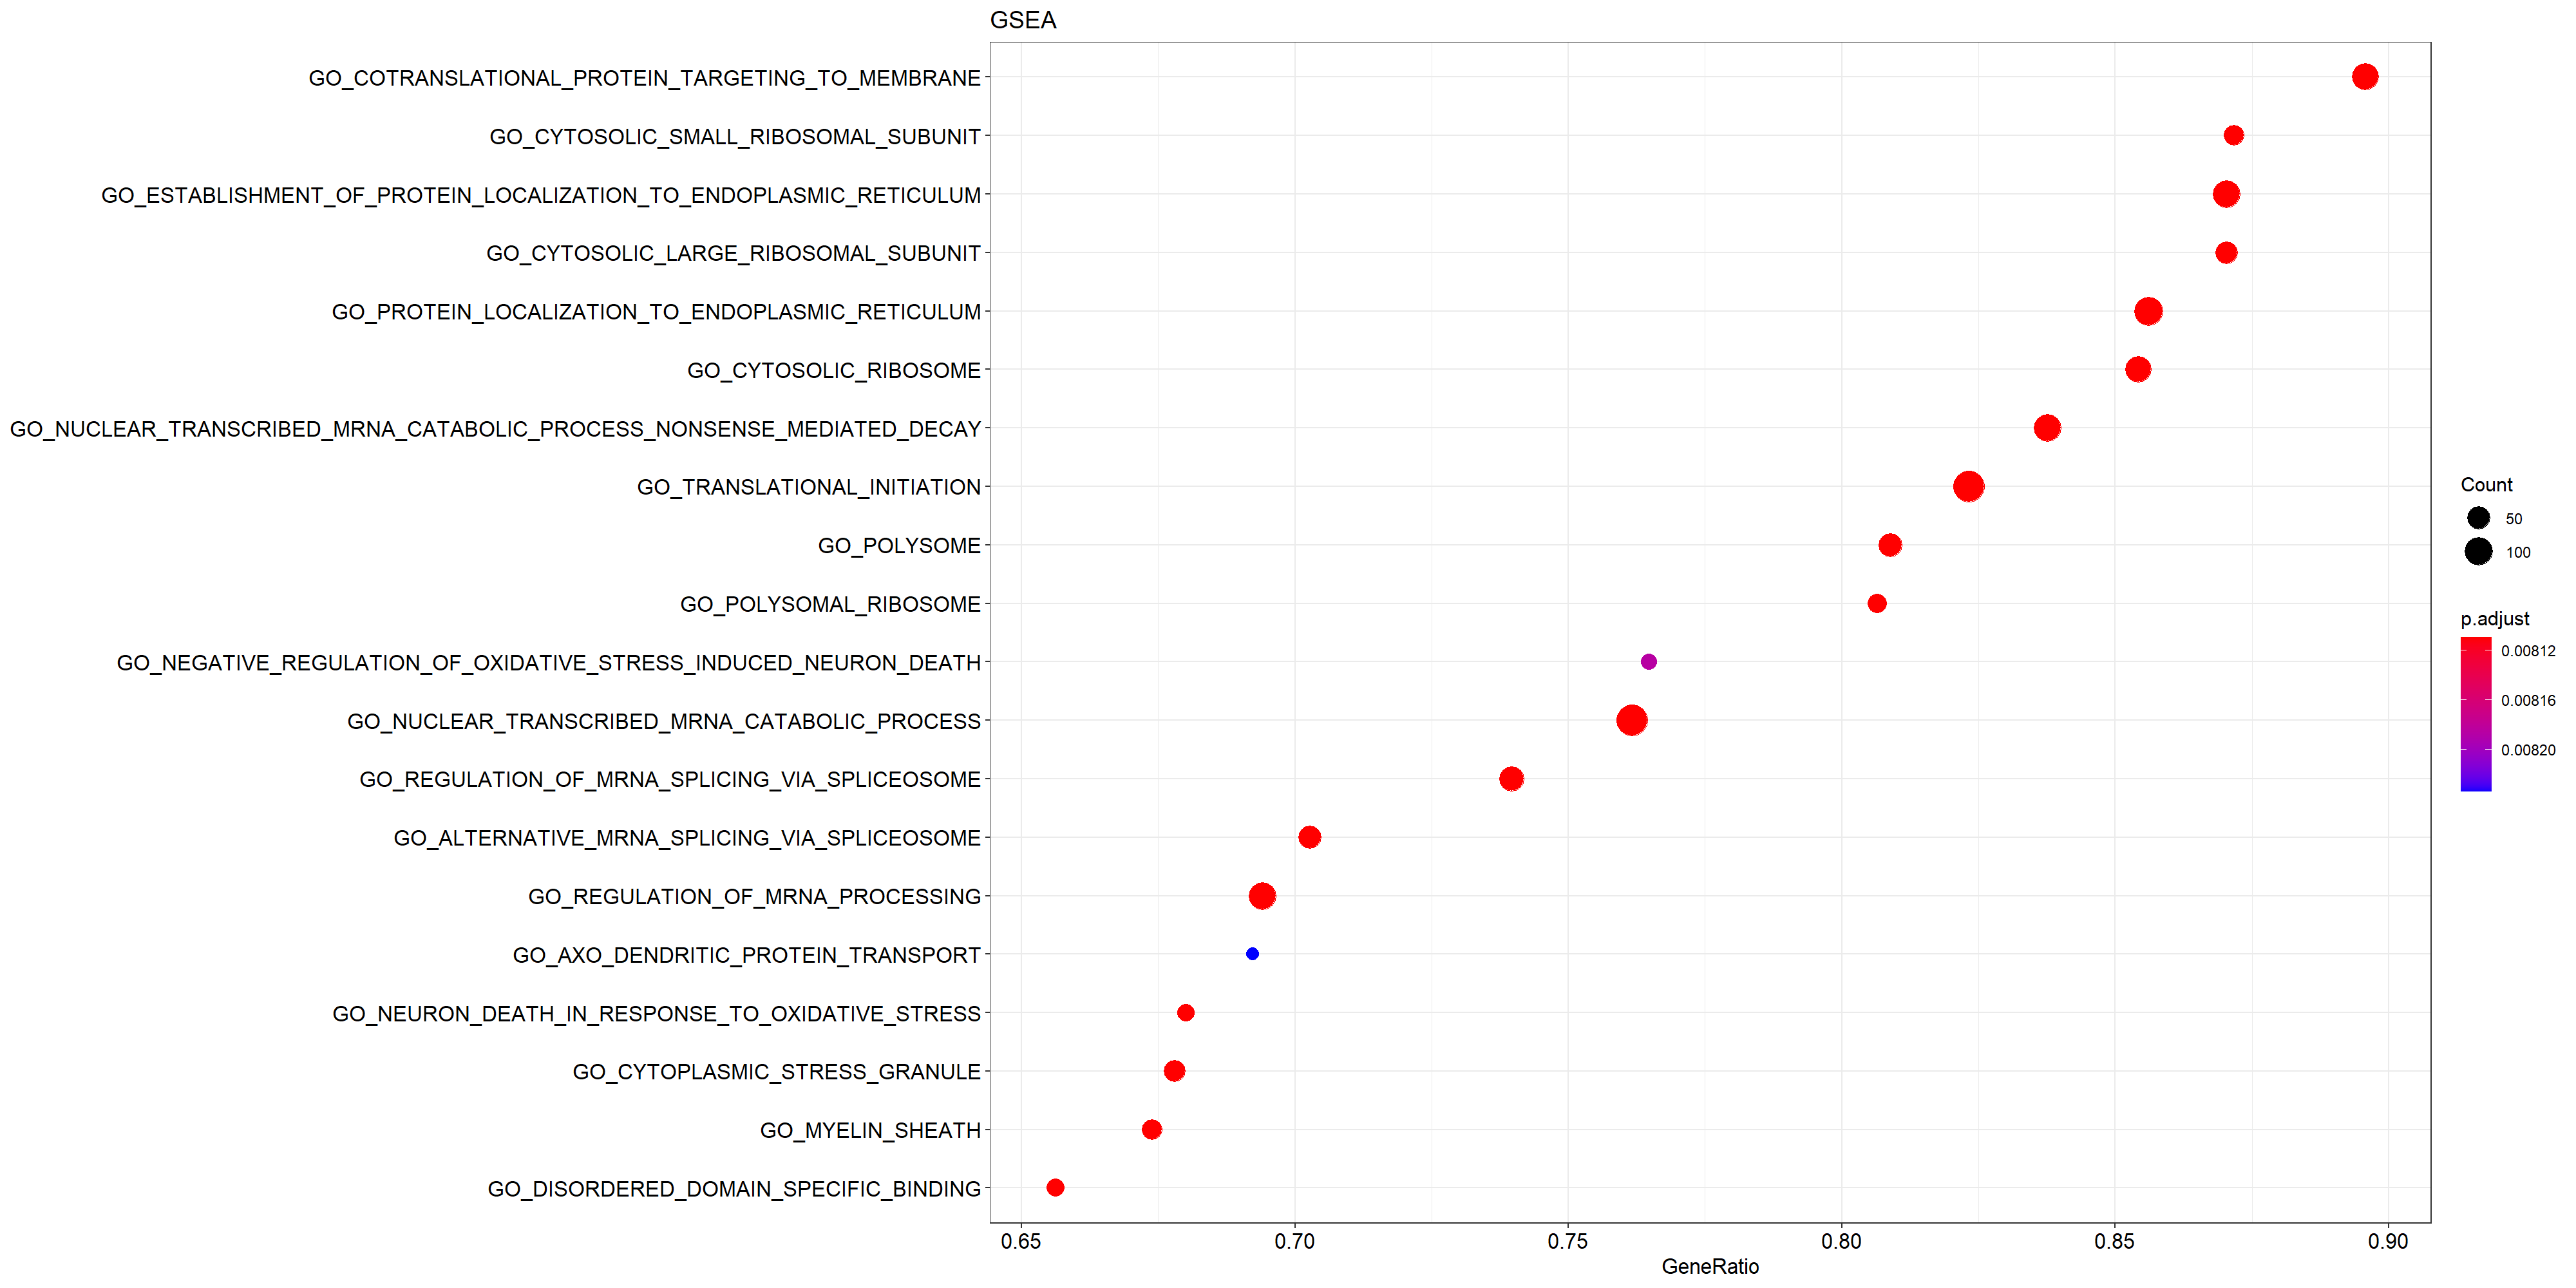 GSEA
GO_COTRANSLATIONAL_PROTEIN_TARGETING_TO_MEMBRANE
GO_CYTOSOLIC_SMALL_RIBOSOMAL_SUBUNIT
GO_ESTABLISHMENT_OF_PROTEIN_LOCALIZATION_TO_ENDOPLASMIC_RETICULUM
GO_CYTOSOLIC_LARGE_RIBOSOMAL_SUBUNIT
GO_PROTEIN_LOCALIZATION_TO_ENDOPLASMIC_RETICULUM
GO_CYTOSOLIC_RIBOSOME
GO_NUCLEAR_TRANSCRIBED_MRNA_CATABOLIC_PROCESS_NONSENSE_MEDIATED_DECAY
GO_TRANSLATIONAL_INITIATION
GO_POLYSOME
GO_POLYSOMAL_RIBOSOME
GO_NEGATIVE_REGULATION_OF_OXIDATIVE_STRESS_INDUCED_NEURON_DEATH
GO_NUCLEAR_TRANSCRIBED_MRNA_CATABOLIC_PROCESS
GO_REGULATION_OF_MRNA_SPLICING_VIA_SPLICEOSOME
GO_ALTERNATIVE_MRNA_SPLICING_VIA_SPLICEOSOME
GO_REGULATION_OF_MRNA_PROCESSING
GO_AXO_DENDRITIC_PROTEIN_TRANSPORT
GO_NEURON_DEATH_IN_RESPONSE_TO_OXIDATIVE_STRESS
GO_CYTOPLASMIC_STRESS_GRANULE
GO_MYELIN_SHEATH
GO_DISORDERED_DOMAIN_SPECIFIC_BINDING
0.65 0.70 0.75 0.80 0.85 0.90
GeneRatio
Count
50
100
p.adjust
0.00812
0.00816
0.00820